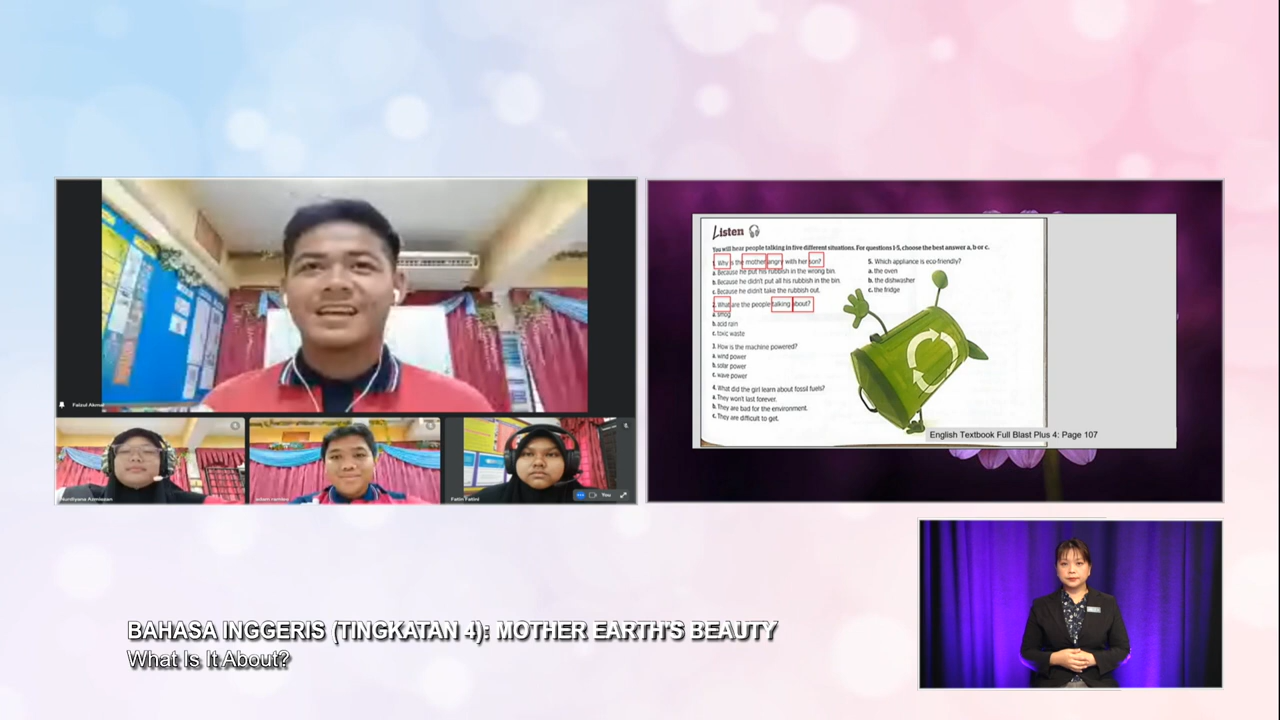 Listen
You will hear people talking in five different situations. For questions 1-5, choose the best answer a, b or c.
1. Why is the mother angry with her son?
a. Because he put his rubbish in the wrong bin.
b. Because he didn't put all his rubbish in the bin.
c. Because he didn't take the rubbish out.
2. What are the people talking about?
a. smog
b. acid rain
c. toxic waste
3. How is the machine powered?
a. wind power
b. solar power
c. wave power
4. What did the girl learn about fossil fuels?
a. They won't last forever.
b. They are bad for the environment.
c. They are difficult to get.
5. Which appliance is eco-friendly?
a. the oven
b. the dishwasher
c. the fridge
English Textbook Full Blast Plus 4: Page 107
Faizul Akmal
Fatin Fatini
You
BAHASA INGGERIS (TINGKATAN 4): MOTHER EARTH'S BEAUTY
What Is It About?